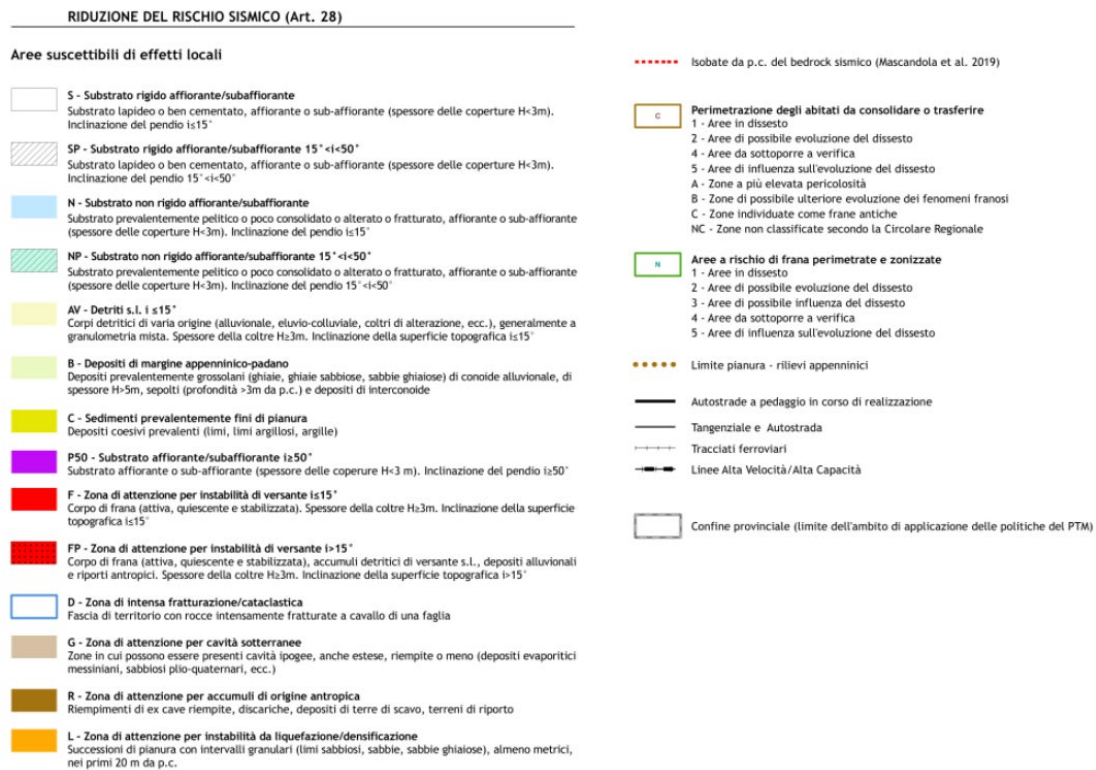 RIDUZIONE DEL RISCHIO SISMICO (Art. 28)
Aree suscettibili di effetti locali
S - Substrato rigido affiorante/subaffiorante
Substrato lapideo o ben cementato, affiorante o sub-affiorante (spessore delle coperture H<3m).
Inclinazione del pendio i≤15°
SP - Substrato rigido affiorante/subaffiorante 15°<i<50°
Substrato lapideo o ben cementato, affiorante o sub-affiorante (spessore delle coperture H<3m).
Inclinazione del pendio 15°<i<50°
N - Substrato non rigido affiorante/subaffiorante
Substrato prevalentemente pelitico o poco consolidato o alterato o fratturato, affiorante o sub-affiorante
(spessore delle coperture H<3m). Inclinazione del pendio i≤15°
NP - Substrato non rigido affiorante/subaffiorante 15°<i<50°
Substrato prevalentemente pelitico o poco consolidato o alterato o fratturato, affiorante o sub-affiorante
(spessore delle coperture H<3m). Inclinazione del pendio 15°<i<50°
AV - Detriti s.l. i ≤15°
Corpi detritici di varia origine (alluvionale, eluvio-colluviale, coltri di alterazione, ecc.), generalmente a
granulometria mista. Spessore della coltre H≥3m. Inclinazione della superficie topografica i≤15°
B - Depositi di margine appenninico-padano
Depositi prevalentemente grossolani (ghiaie, ghiaie sabbiose, sabbie ghiaiose) di conoide alluvionale, di
spessore H>5m, sepolti (profondità >3m da p.c.) e depositi di interconoide
C - Sedimenti prevalentemente fini di pianura
Depositi coesivi prevalenti (limi, limi argillosi, argille)
P50 - Substrato affiorante/subaffiorante i≥50°
Substrato affiorante o sub-affiorante (spessore delle coperure H<3 m). Inclinazione del pendio i≥50°
F - Zona di attenzione per instabilità di versante i≤15°
Corpo di frana (attiva, quiescente e stabilizzata). Spessore della coltre H≥3m. Inclinazione della superficie
topografica i≤15°
FP - Zona di attenzione per instabilità di versante i>15°
Corpo di frana (attiva, quiescente e stabilizzata), accumuli detritici di versante s.l., depositi alluvionali
e riporti antropici. Spessore della coltre H≥3m. Inclinazione della superficie topografica i>15°
D - Zona di intensa fratturazione/cataclastica
Fascia di territorio con rocce intensamente fratturate a cavallo di una faglia
G - Zona di attenzione per cavità sotterranee
Zone in cui possono essere presenti cavità ipogee, anche estese, riempite o meno (depositi evaporitici
messiniani, sabbiosi plio-quaternari, ecc.)
R - Zona di attenzione per accumuli di origine antropica
Riempimenti di ex cave riempite, discariche, depositi di terre di scavo, terreni di riporto
L - Zona di attenzione per instabilità da liquefazione/densificazione
Successioni di pianura con intervalli granulari (limi sabbiosi, sabbie, sabbie ghiaiose), almeno metrici,
nei primi 20 m da p.c.
Isobate da p.c. del bedrock sismico (Mascandola et al. 2019)
C
Perimetrazione degli abitati da consolidare o trasferire
1 - Aree in dissesto
2 - Aree di possibile evoluzione del dissesto
4 - Aree da sottoporre a verifica
5 - Aree di influenza sull'evoluzione del dissesto
A - Zone a più elevata pericolosità
B - Zone di possibile ulteriore evoluzione dei fenomeni franosi
C - Zone individuate come frane antiche
NC - Zone non classificate secondo la Circolare Regionale
N
Aree a rischio di frana perimetrate e zonizzate
1 - Aree in dissesto
2 - Aree di possibile evoluzione del dissesto
3 - Aree di possibile influenza del dissesto
4 - Aree da sottoporre a verifica
5 - Aree di influenza sull'evoluzione del dissesto
Limite pianura - rilievi appenninici
Autostrade a pedaggio in corso di realizzazione
Tangenziale e Autostrada
Tracciati ferroviari
Linee Alta Velocità/Alta Capacità
Confine provinciale (limite dell'ambito di applicazione delle politiche del PTM)